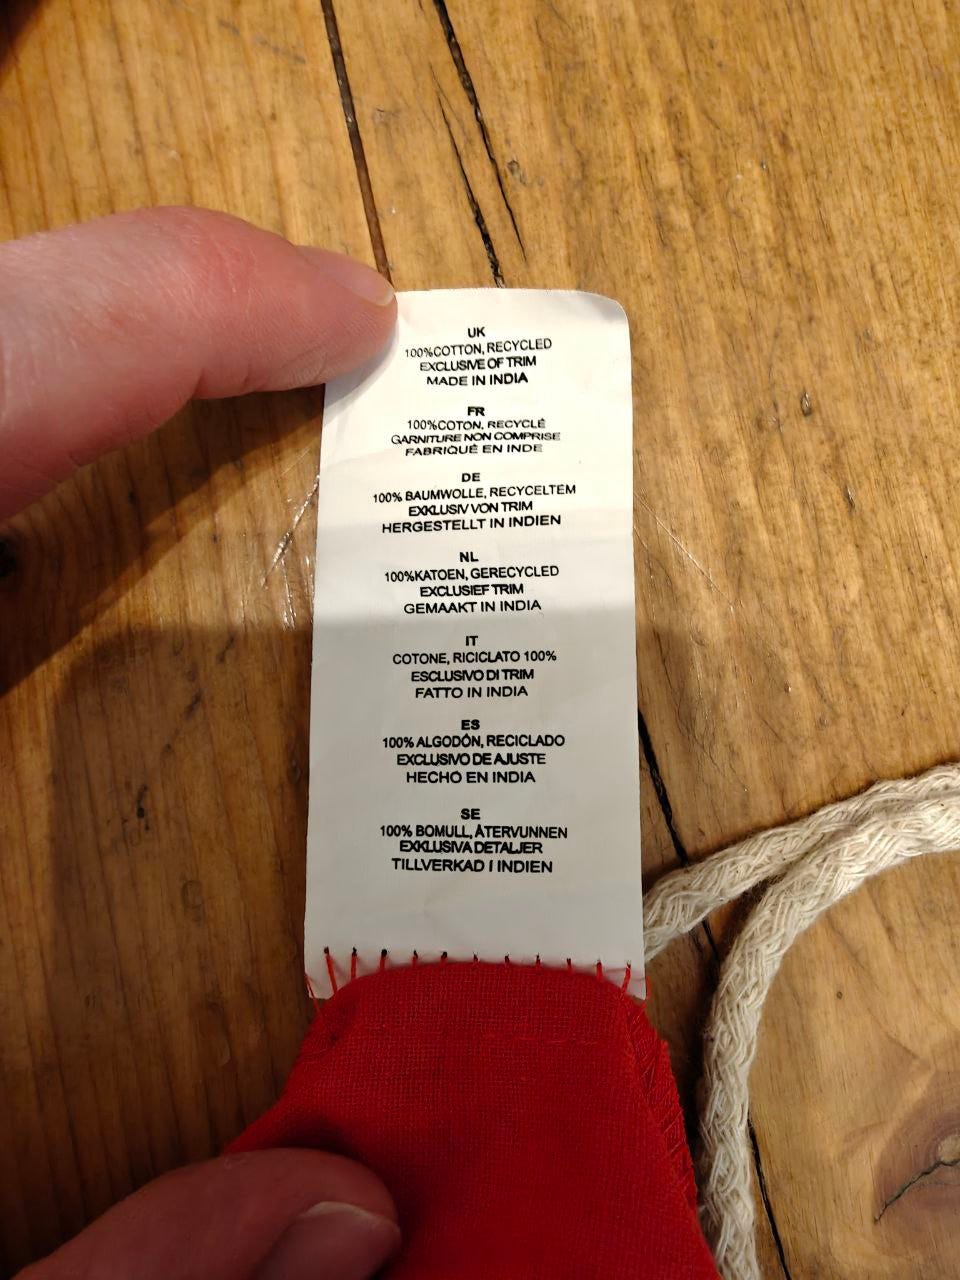 UK
100%COTTON, RECYCLED
EXCLUSIVE OF TRIM
MADE IN INDIA
FR
100%COTON, RECYCLÉ
GARNITURE NON COMPRISE
FABRIQUÉ EN INDE
DE
100% BAUMWOLLE, RECYCELTEM
EXKLUSIV VON TRIM
HERGESTELLT IN INDIEN
NL
100%KATOEN, GERECYCLED
EXCLUSIEF TRIM
GEMAAKT IN INDIA
IT
COTONE, RICICLATO 100%
ESCLUSIVO DI TRIM
FATTO IN INDIA
ES
100% ALGODÓN, RECICLADO
EXCLUSIVO DE AJUSTE
HECHO EN INDIA
SE
100% BOMULL, ÅTERVUNNEN
EXKLUSIVA DETALJER
TILLVERKAD I INDIEN